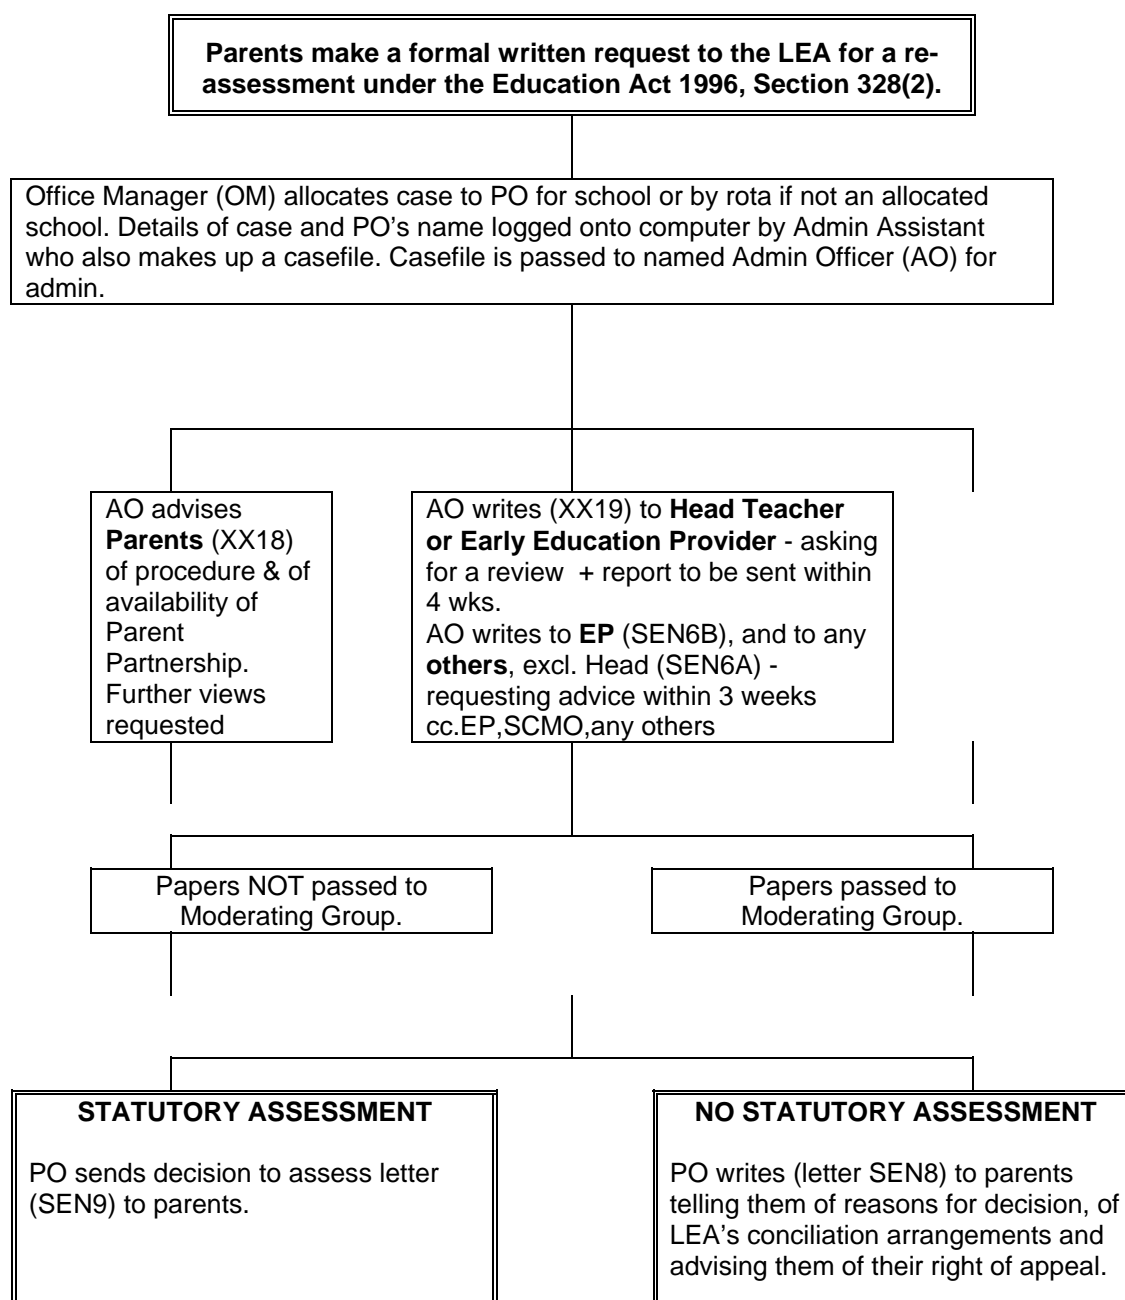 Parents make a formal written request to the LEA for a re-
assessment under the Education Act 1996, Section 328(2).
Office Manager (OM) allocates case to PO for school or by rota if not an allocated
school. Details of case and PO's name logged onto computer by Admin Assistant
who also makes up a casefile. Casefile is passed to named Admin Officer (AO) for
admin.
AO advises
Parents (XX18)
of procedure & of
availability of
Parent
Partnership.
Further views
requested
AO writes (XX19) to Head Teacher
or Early Education Provider - asking
for a review + report to be sent within
4 wks.
AO writes to EP (SEN6B), and to any
others, excl. Head (SEN6A) -
requesting advice within 3 weeks
cc.EP,SCMO,any others
Papers NOT passed to
Moderating Group.
Papers passed to
Moderating Group.
STATUTORY ASSESSMENT
PO sends decision to assess letter
(SEN9) to parents.
NO STATUTORY ASSESSMENT
PO writes (letter SEN8) to parents
telling them of reasons for decision, of
LEA's conciliation arrangements and
advising them of their right of appeal.